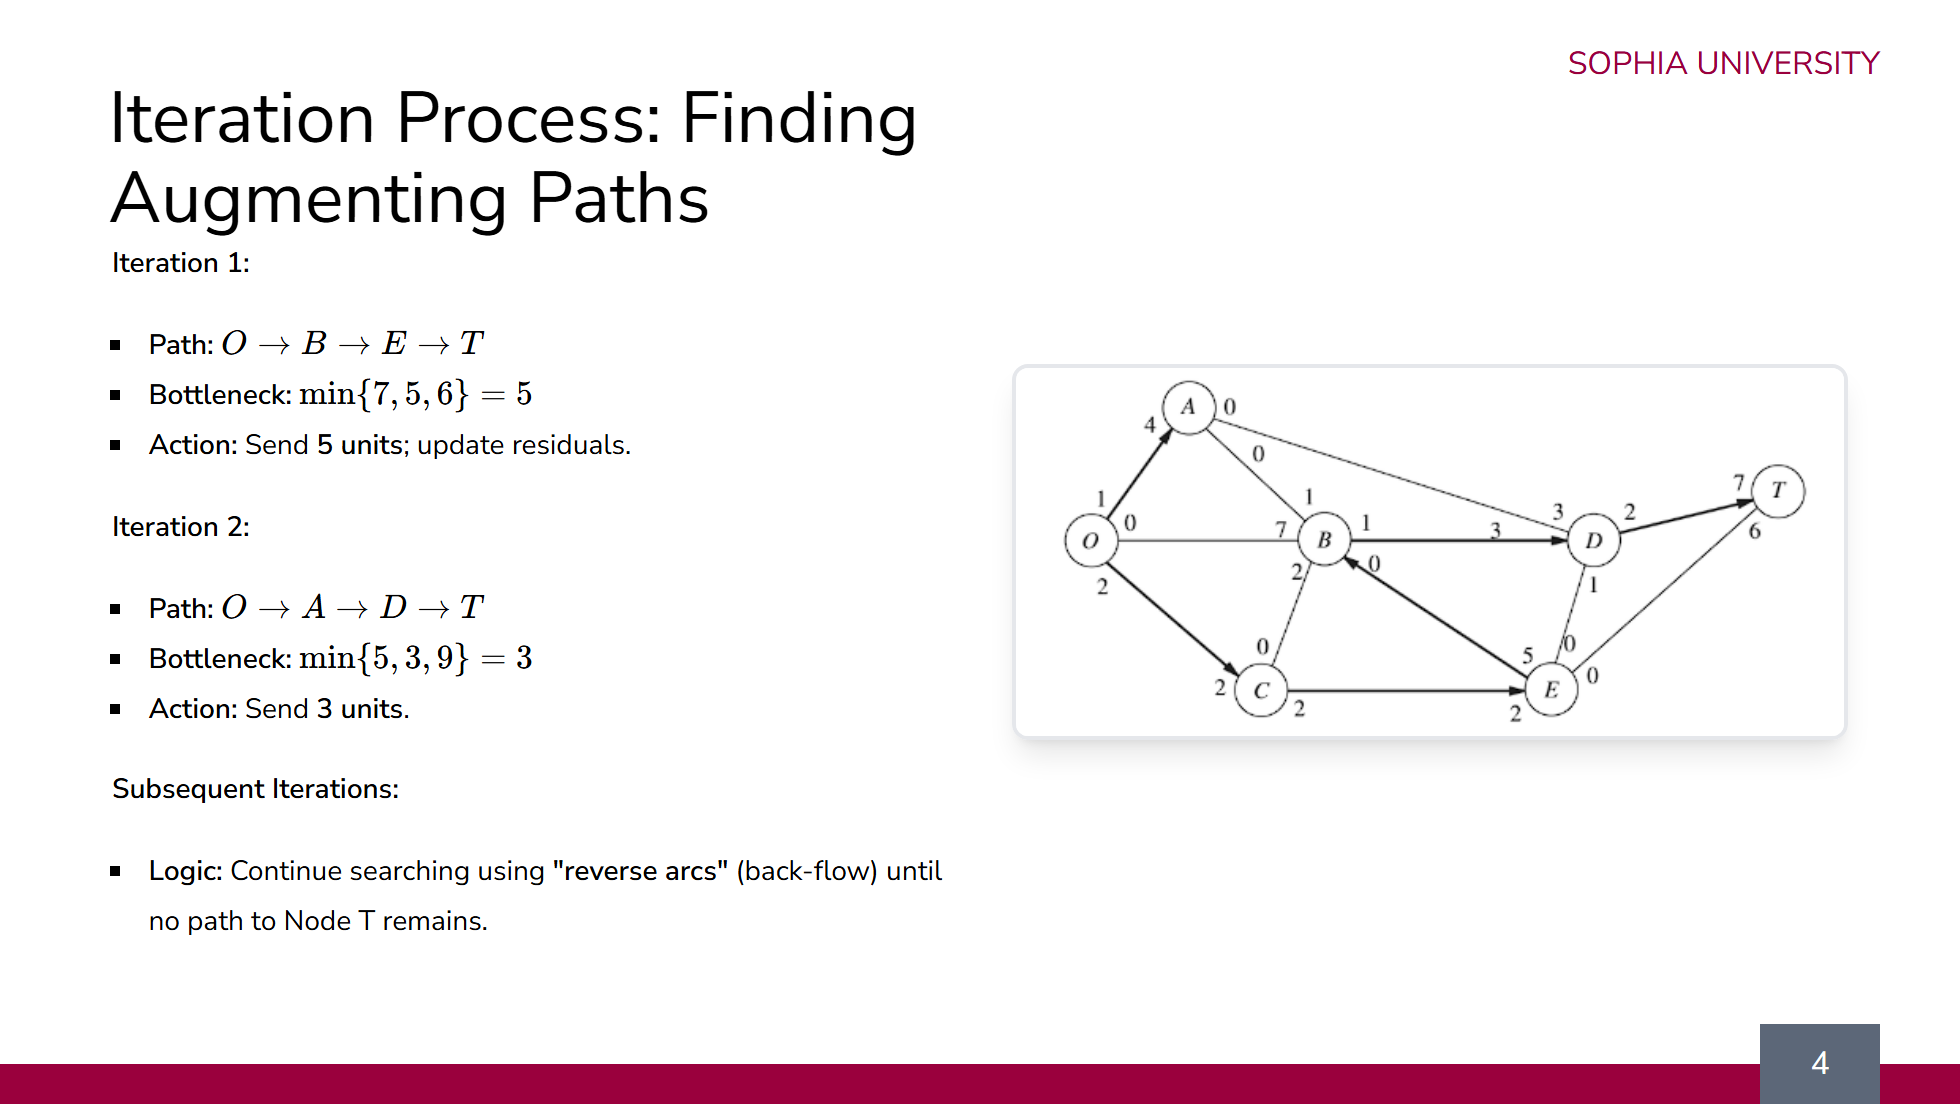 SOPHIA UNIVERSITY
Iteration Process: Finding
Augmenting Paths
Iteration 1:
▪ Path: O → B → E → T
▪ Bottleneck: min{7, 5, 6} = 5
▪ Action: Send 5 units; update residuals.
Iteration 2:
▪ Path: O → A → D → T
▪ Bottleneck: min{5, 3, 9} = 3
▪ Action: Send 3 units.
Subsequent Iterations:
▪ Logic: Continue searching using "reverse arcs" (back-flow) until
no path to Node T remains.
A 0
4
0
7 T
1 1 3 2
O 0 7 B 1 3 D 6
2 2 0 1
0 5 0 0
2 C 2 2 E
4